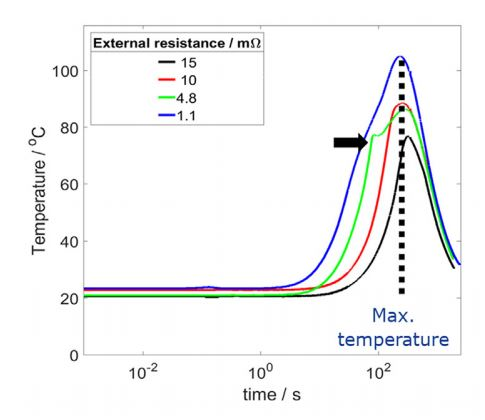 External resistance / mΩ
15
10
4.8
1.1
Temperature / °C
100
80
60
40
20
0
Max.
temperature
10^-2
10^0
10^2
time / s